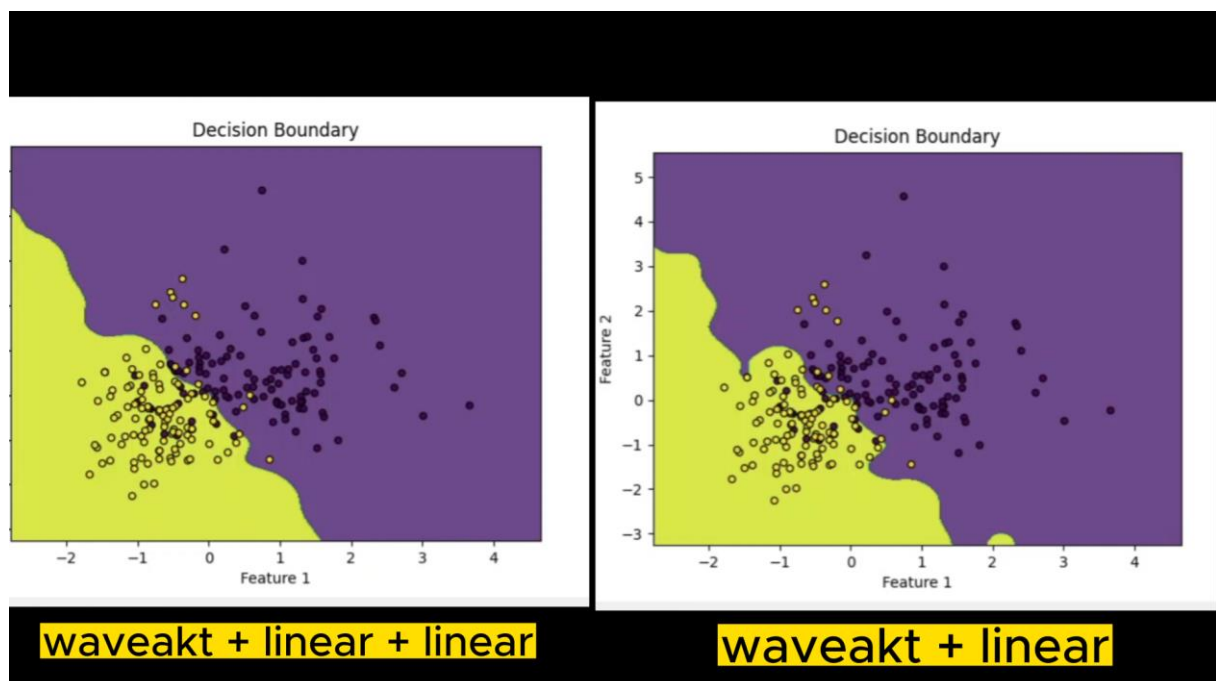 Decision Boundary
−2 −1 0 1 2 3 4
Feature 1
waveakt + linear + linear
Decision Boundary
5
4
3
2
1
0
−1
−2
−3
Feature 2
−2 −1 0 1 2 3 4
Feature 1
waveakt + linear